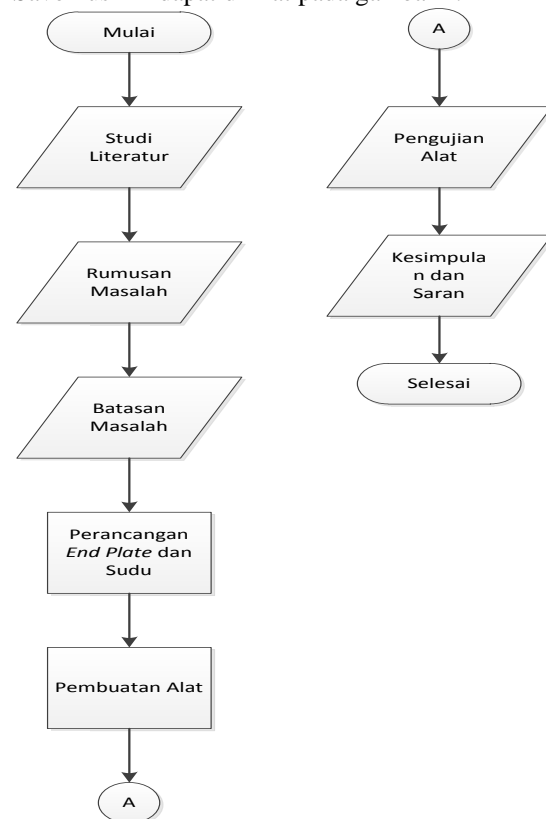 Mulai
Studi
Literatur
Rumusan
Masalah
Batasan
Masalah
Perancangan
End Plate dan
Sudu
Pembuatan Alat
A
A
Pengujian
Alat
Kesimpula
n dan
Saran
Selesai